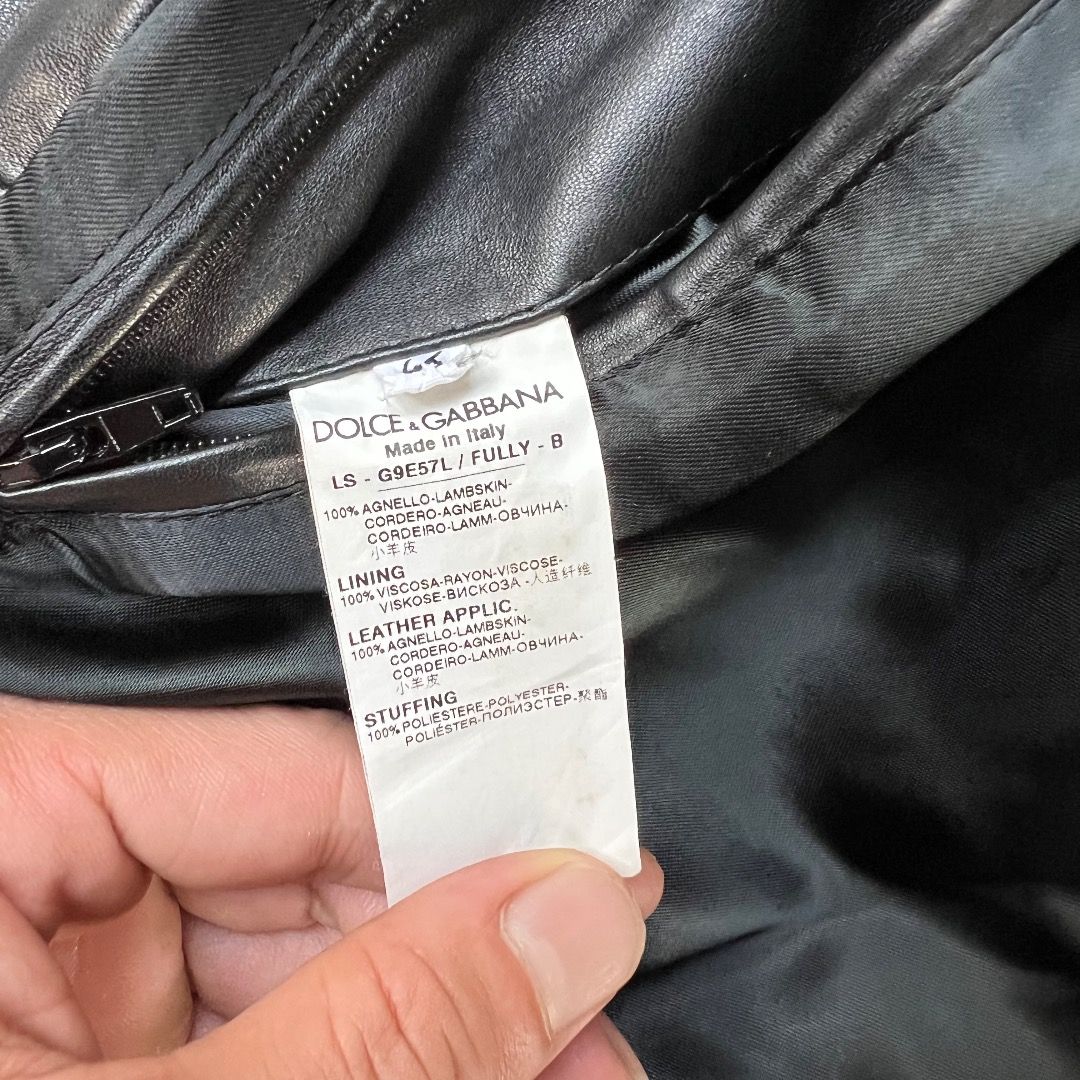 DOLCE & GABBANA
Made in Italy
LS - G9E57L / FULLY - B
100% AGNELLO-LAMBSKIN-
CORDERO-AGNEAU-
CORDEIRO-LAMM-ОВЧИНА-
小羊皮
LINING
100% VISCOSA-RAYON-VISCOSE-
VISKOSE-ВИСКОЗА-人造纤维
LEATHER APPLIC.
100% AGNELLO-LAMBSKIN-
CORDERO-AGNEAU-
CORDEIRO-LAMM-ОВЧИНА-
小羊皮
STUFFING
100% POLIESTERE-POLYESTER-
POLIÉSTER-ПОЛИЭСТЕР-聚酯